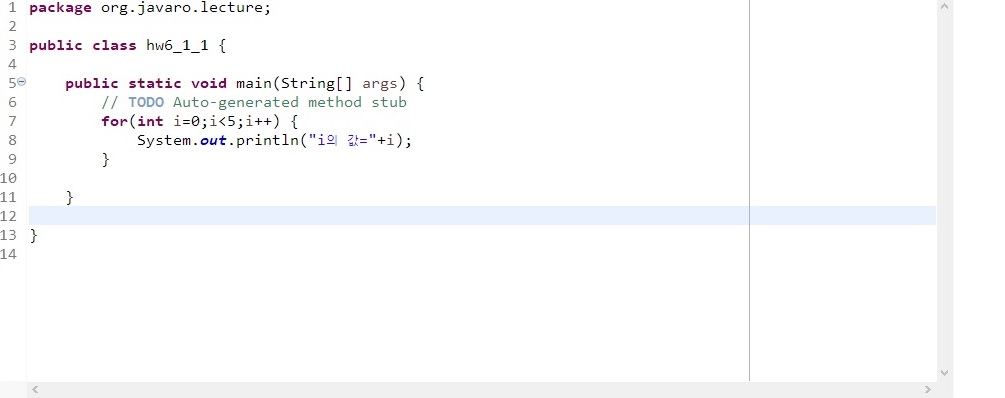 1 package org.javaro.lecture;
2
3 public class hw6_1_1 {
4
5 public static void main(String[] args) {
6 // TODO Auto-generated method stub
7 for(int i=0;i<5;i++) {
8 System.out.println("i의 값="+i);
9 }
10
11 }
12
13 }
14